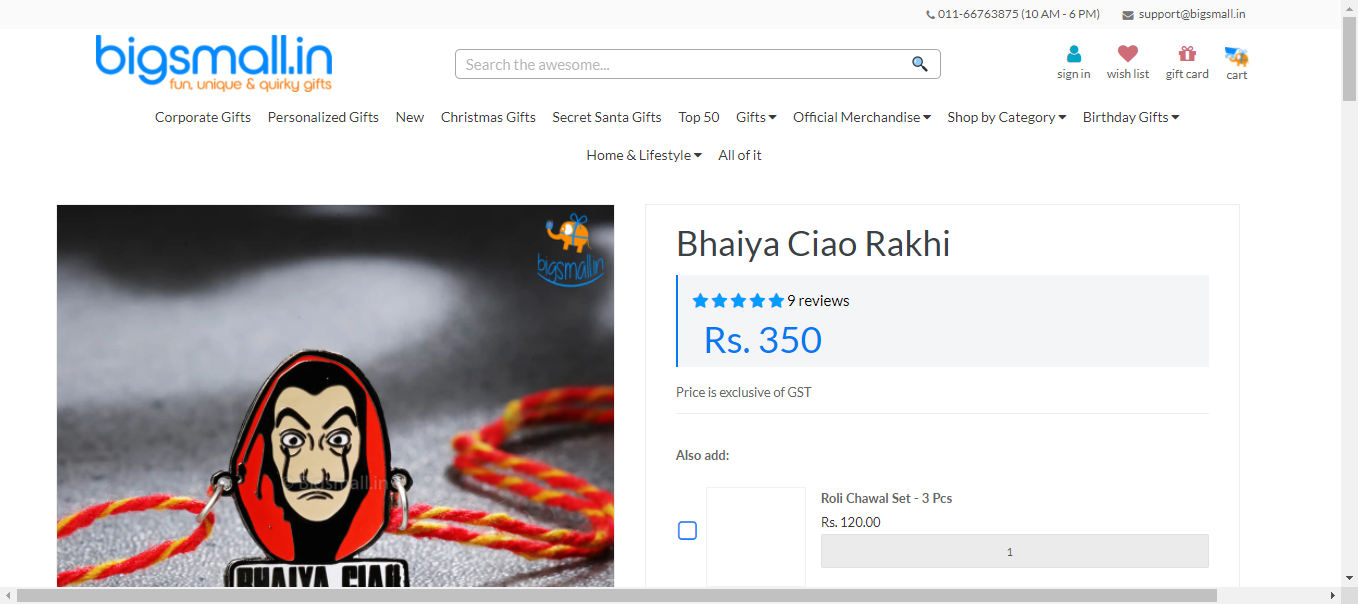 011-66763875 (10 AM - 6 PM) support@bigsmall.in
bigsmall.in
fun, unique & quirky gifts
Search the awesome...
sign in wish list gift card cart
Corporate Gifts Personalized Gifts New Christmas Gifts Secret Santa Gifts Top 50 Gifts Official Merchandise Shop by Category Birthday Gifts
Home & Lifestyle All of it
bigsmall.in
© bigsmall.in
BHAIYA CIAO
Bhaiya Ciao Rakhi
9 reviews
Rs. 350
Price is exclusive of GST
Also add:
Roli Chawal Set - 3 Pcs
Rs. 120.00
1